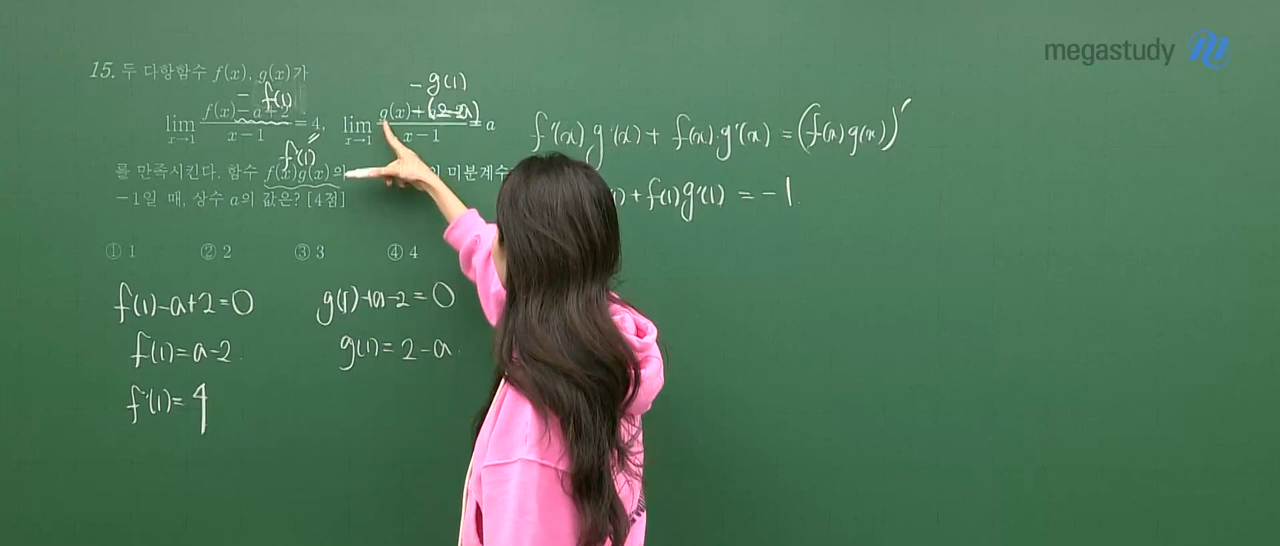 megastudy
15. 두 다항함수 f(x), g(x)가
lim x→1 (f(x)-a+2)/(x-1) = 4, lim x→1 (g(x)+a-2)/(x-1) = a
- f(1)
- g(1)
-(2-a)
f'(1)
를 만족시킨다. 함수 f(x)g(x)의 미분계수
-1일 때, 상수 a의 값은? [4점]
① 1 ② 2 ③ 3 ④ 4
f(1)-a+2=0
f(1)=a-2
f'(1)=4
g(1)+a-2=0
g(1)=2-a
f'(x)g(x)+f(x)·g'(x)=(f(x)g(x))'
+f(1)g'(1)=-1.